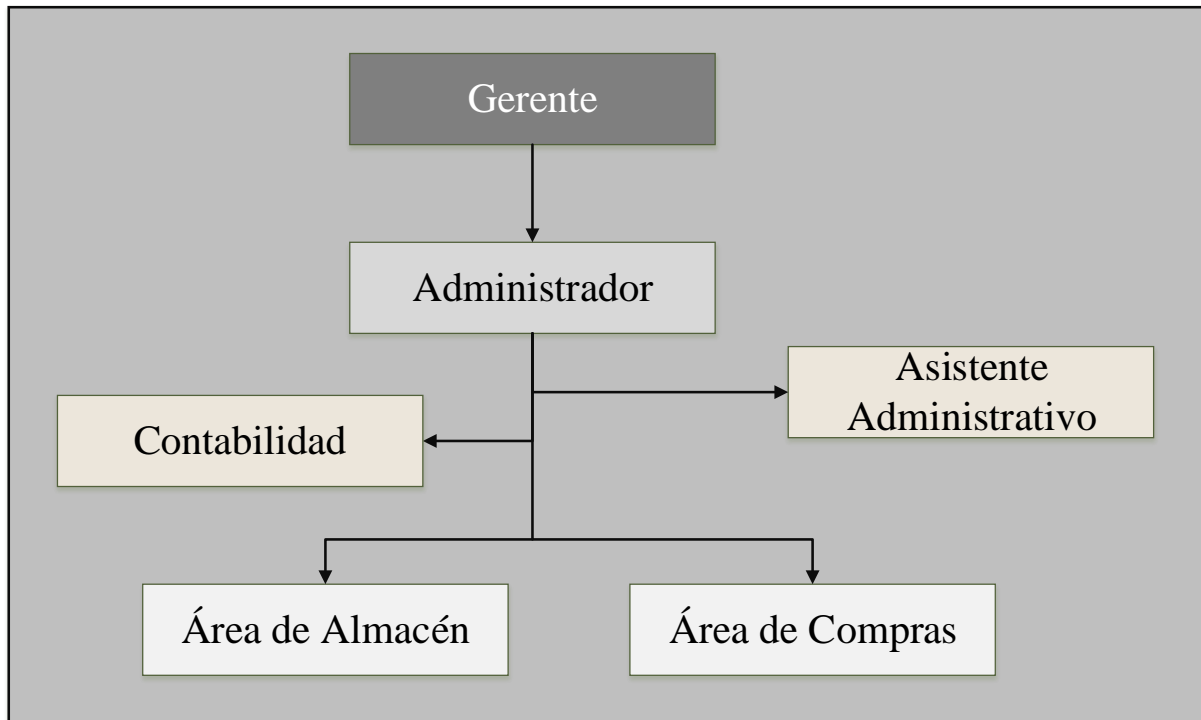 Gerente
Administrador
Asistente
Administrativo
Contabilidad
Área de Almacén
Área de Compras